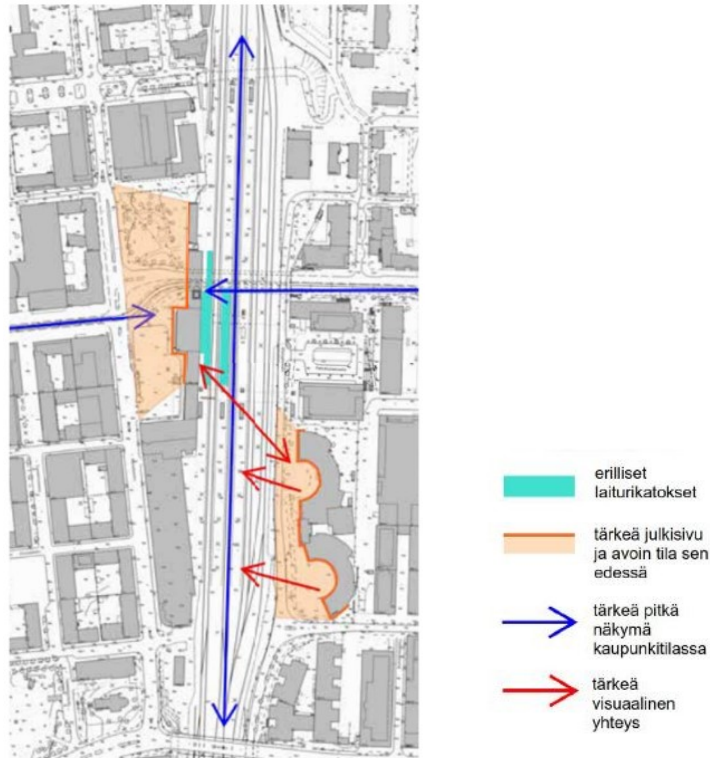 erilliset
laiturikatokset
tärkeä julkisivu
ja avoin tila sen
edessä
tärkeä pitkä
näkymä
kaupunkitilassa
tärkeä
visuaalinen
yhteys